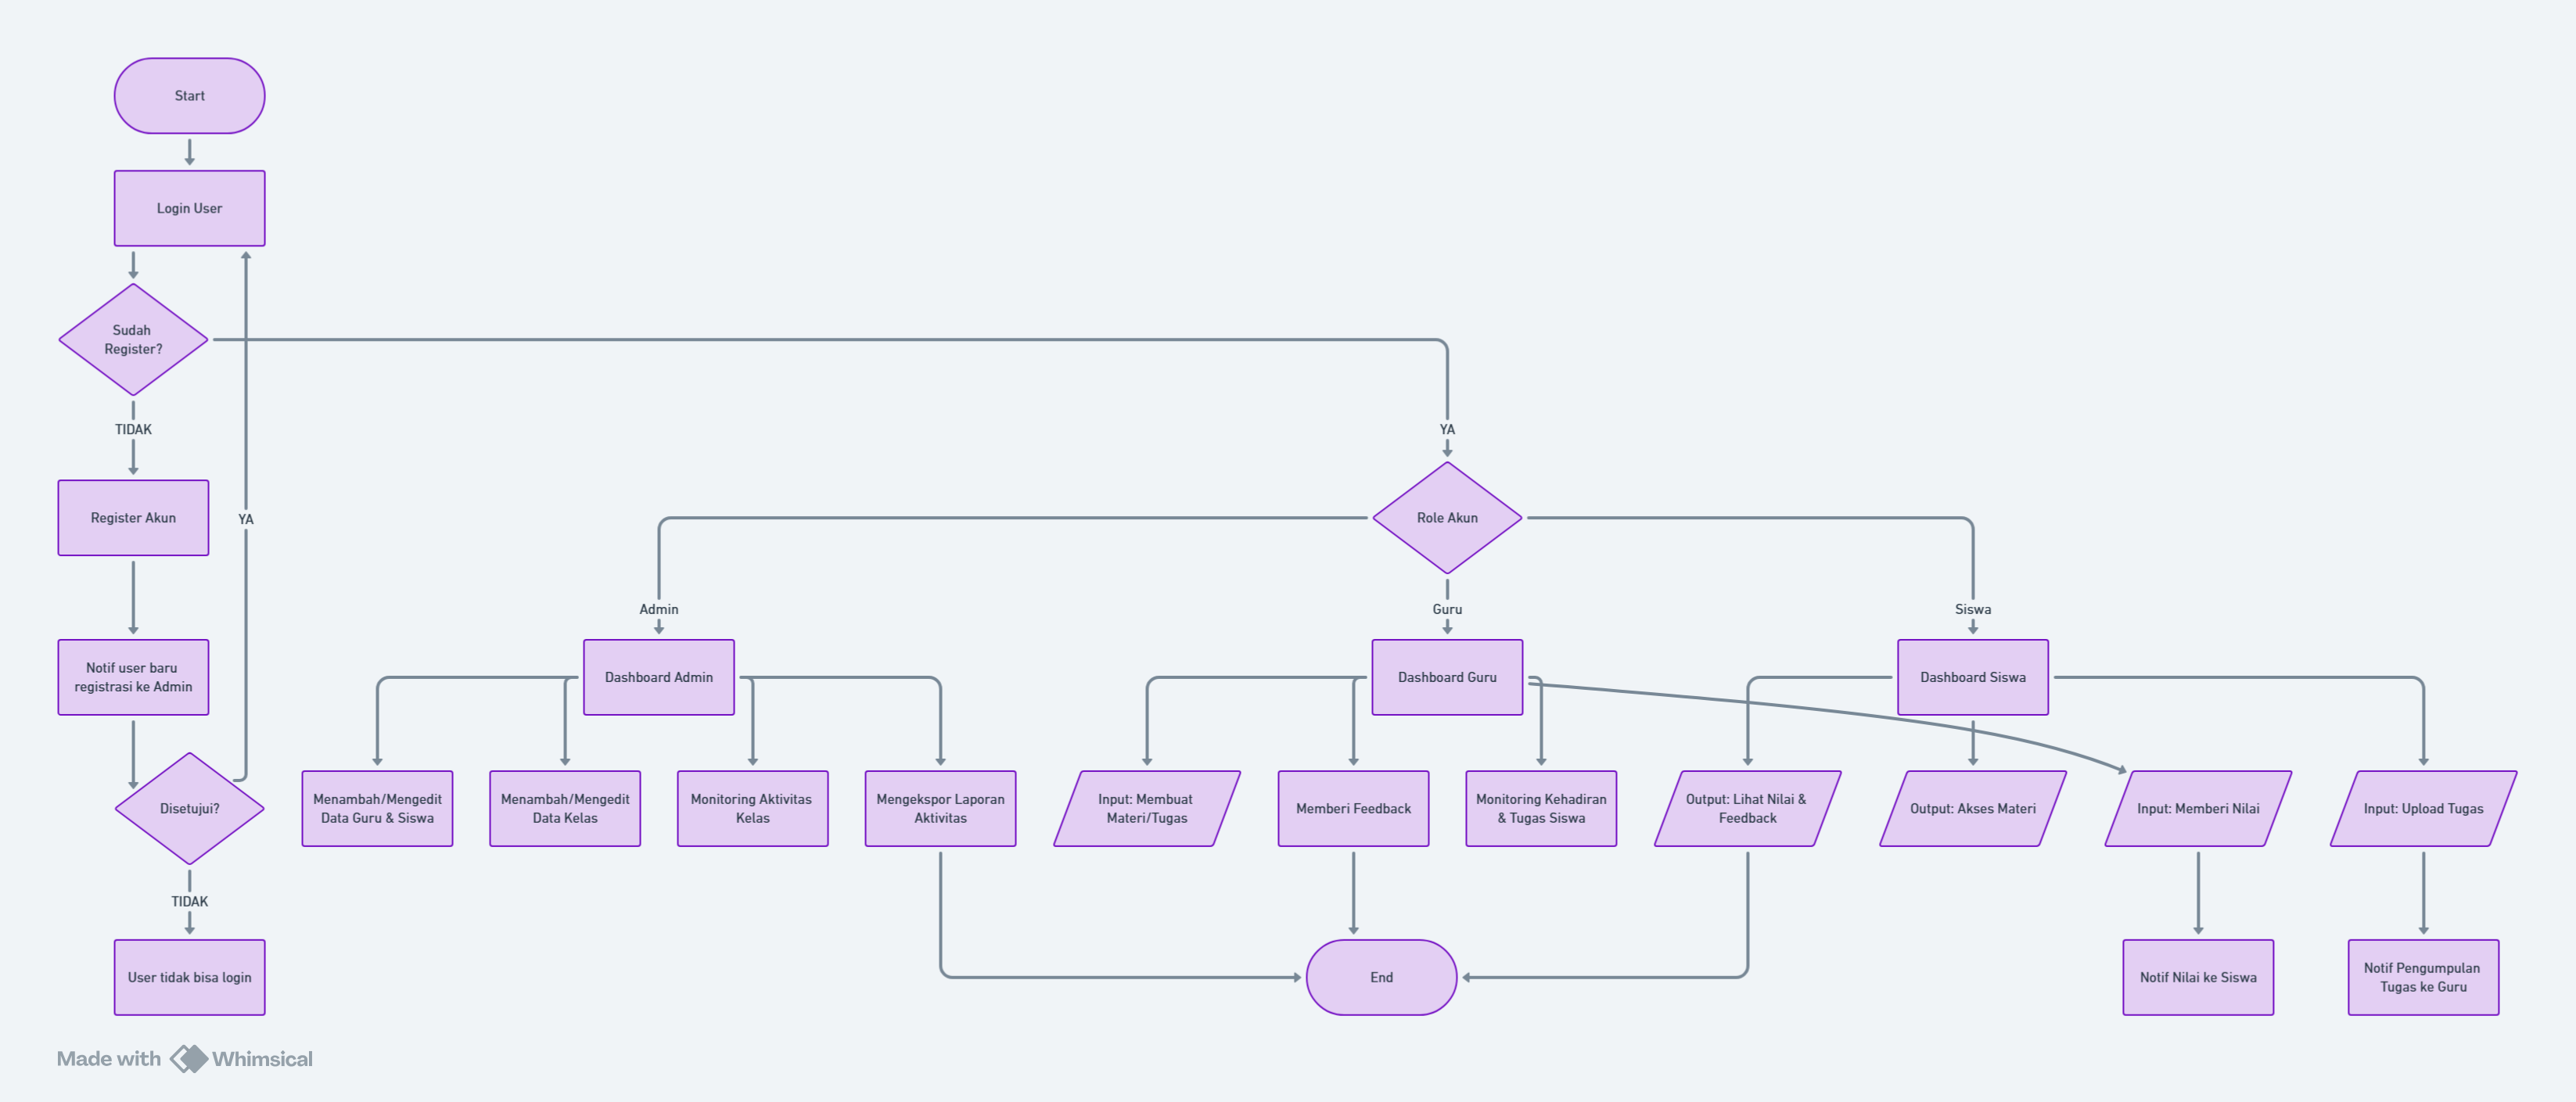 Start
Login User
Sudah
Register?
TIDAK
YA
Register Akun
YA
Role Akun
Admin
Guru
Siswa
Notif user baru
registrasi ke Admin
Dashboard Admin
Dashboard Guru
Dashboard Siswa
Disetujui?
Menambah/Mengedit
Data Guru & Siswa
Menambah/Mengedit
Data Kelas
Monitoring Aktivitas
Kelas
Mengekspor Laporan
Aktivitas
Input: Membuat
Materi/Tugas
Memberi Feedback
Monitoring Kehadiran
& Tugas Siswa
Output: Lihat Nilai &
Feedback
Output: Akses Materi
Input: Memberi Nilai
Input: Upload Tugas
TIDAK
User tidak bisa login
End
Notif Nilai ke Siswa
Notif Pengumpulan
Tugas ke Guru
Made with Whimsical